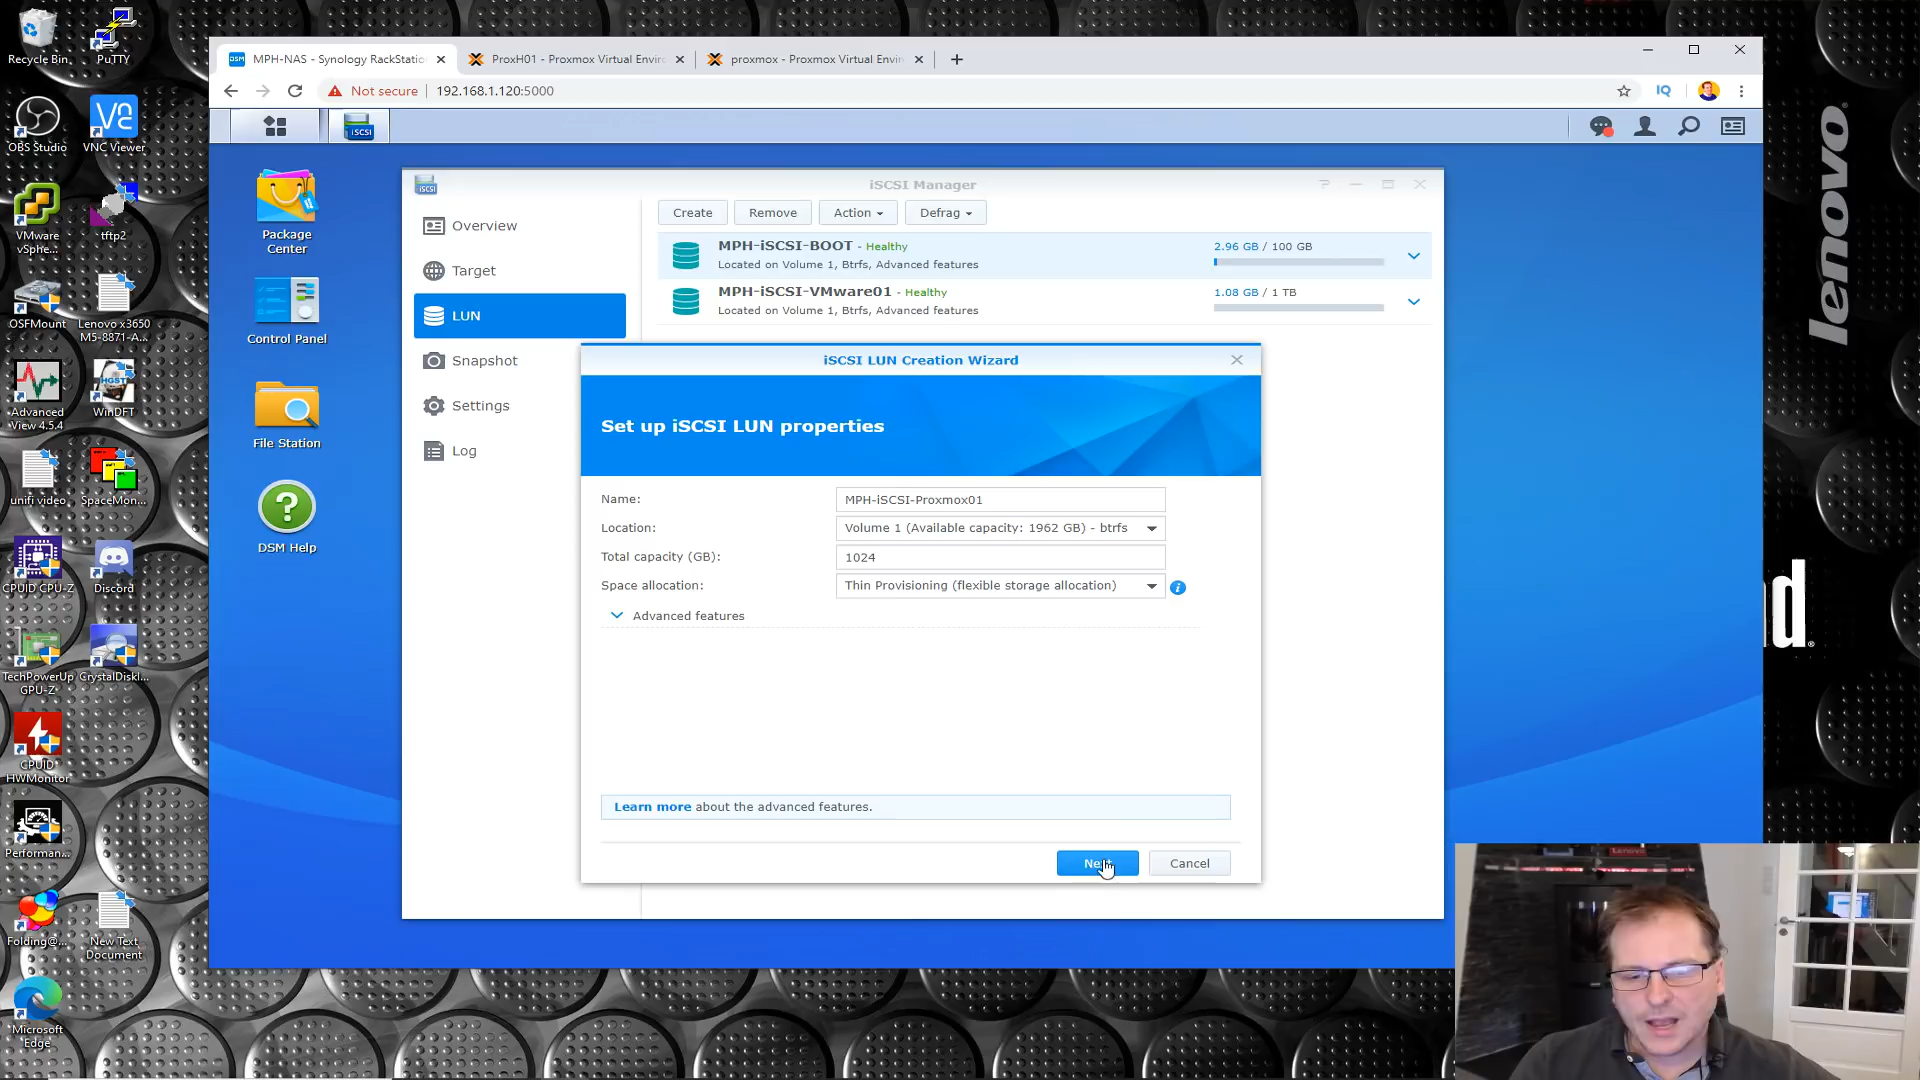 Recycle Bin
PuTTY
OBS Studio
VNC Viewer
VMware
vSphe...
tftp2
OSFMount
Lenovo x3650
M5-8871-A...
Advanced
View 4.5.4
WinDFT
unifi video
SpaceMon...
CPUID CPU-Z
Discord
TechPowerUp
GPU-Z
CrystalDiskI...
CPUID
HWMonitor
Performan...
Folding@...
New Text
Document
Microsoft
Edge
MPH-NAS - Synology RackStatio
ProxH01 - Proxmox Virtual Envir
proxmox - Proxmox Virtual Envir
Not secure
192.168.1.120:5000
IQ
iSCSI
Package
Center
Control Panel
File Station
DSM Help
iSCSI
iSCSI Manager
Overview
Target
LUN
Snapshot
Settings
Log
Create
Remove
Action
Defrag
MPH-iSCSI-BOOT - Healthy
Located on Volume 1, Btrfs, Advanced features
2.96 GB / 100 GB
MPH-iSCSI-VMware01 - Healthy
Located on Volume 1, Btrfs, Advanced features
1.08 GB / 1 TB
iSCSI LUN Creation Wizard
Set up iSCSI LUN properties
Name:
MPH-iSCSI-Proxmox01
Location:
Volume 1 (Available capacity: 1962 GB) - btrfs
Total capacity (GB):
1024
Space allocation:
Thin Provisioning (flexible storage allocation)
Advanced features
Learn more about the advanced features.
Next
Cancel
lenovo